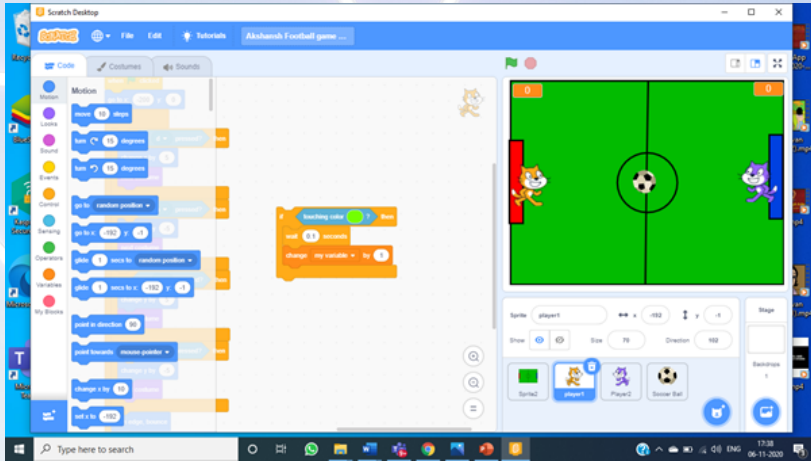 Scratch Desktop
SCRATCH File Edit Tutorials Akshansh Football game ...
Code Costumes Sounds
Motion
Looks
Sound
Events
Control
Sensing
Operators
Variables
My Blocks
Motion
move 10 steps
turn 15 degrees
turn 15 degrees
go to random position
go to x: -192 y: -1
glide 1 secs to random position
glide 1 secs to x: -192 y: -1
point in direction 90
point towards mouse-pointer
change x by 10
set x to -192
if touching color ? then
wait 0.1 seconds
change my variable by 1
0 0
Sprite player1 x -192 y -1
Show Size 70 Direction
Sprite2 player1 Player2 Soccer Ball
Stage
Backdrops
1
Type here to search
ENG
17:38
06-11-2020